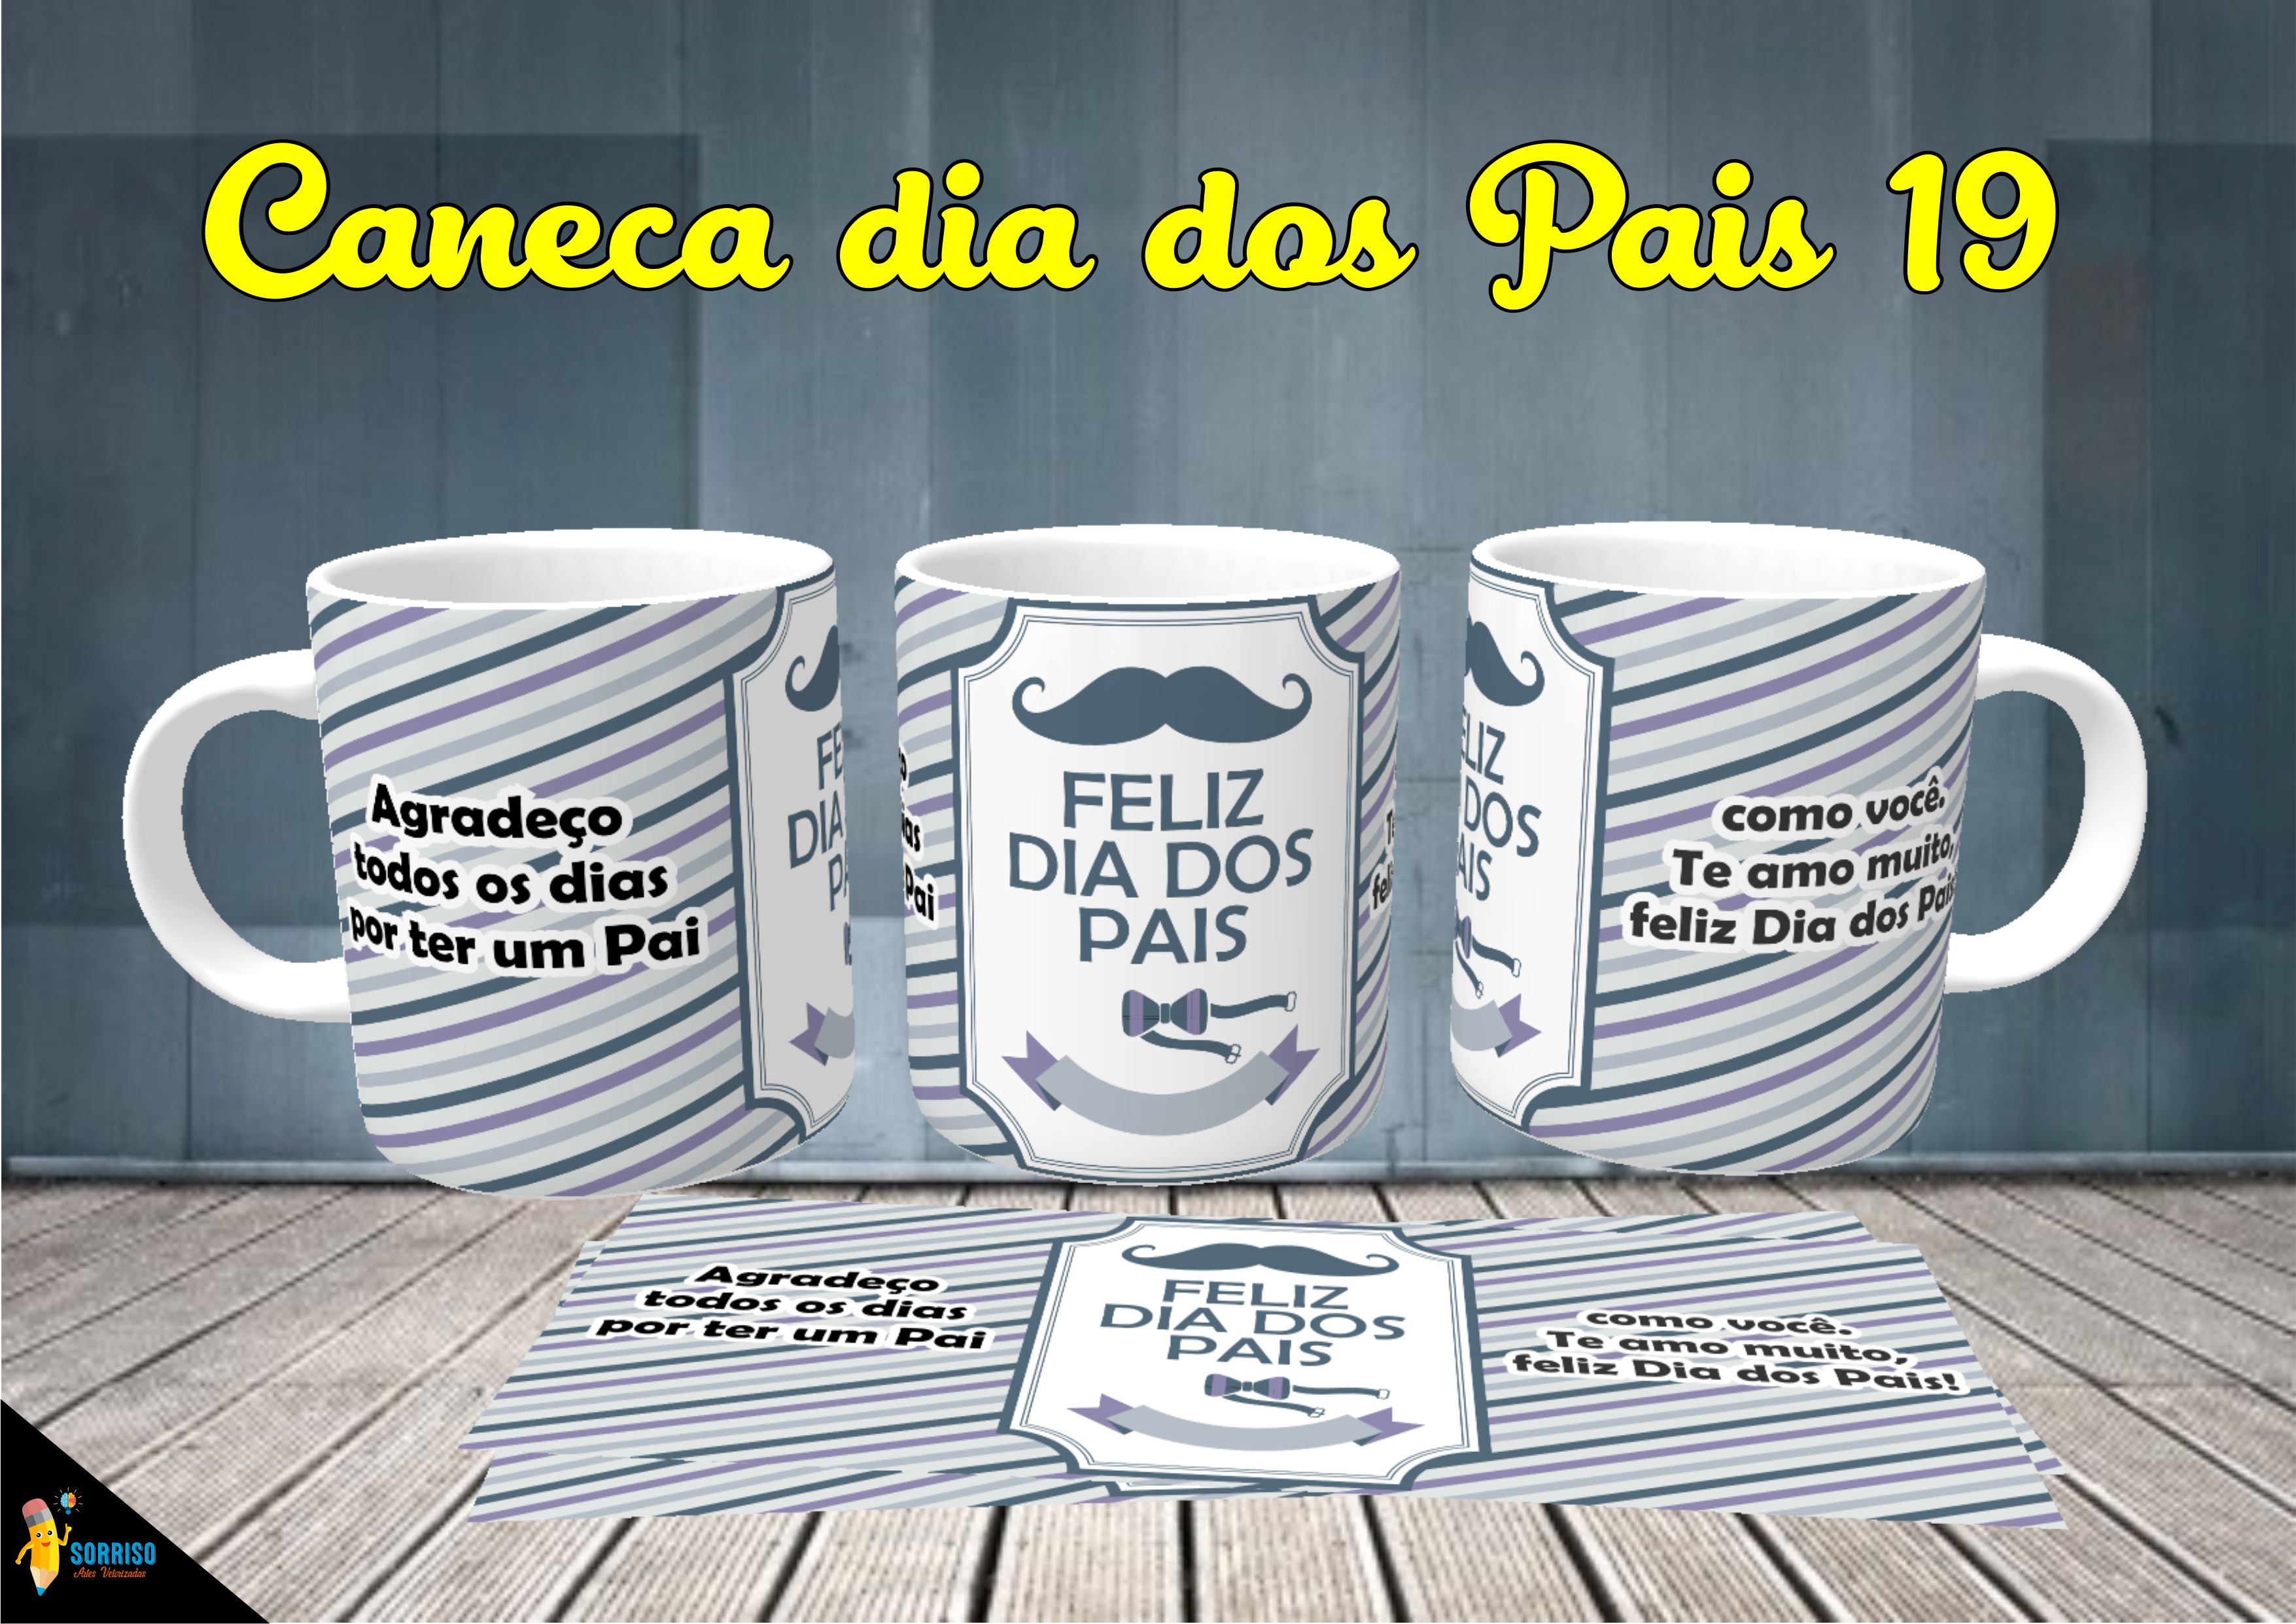 Caneca dia dos Pais 19
Agradeço
todos os dias
por ter um Pai
FELIZ
DIA DOS
PAIS
como você.
Te amo muito,
feliz Dia dos Pais
Agradeço
todos os dias
por ter um Pai
FELIZ
DIA DOS
PAIS
como você.
Te amo muito,
feliz Dia dos Pais!
SORRISO
Artes Vetorizadas